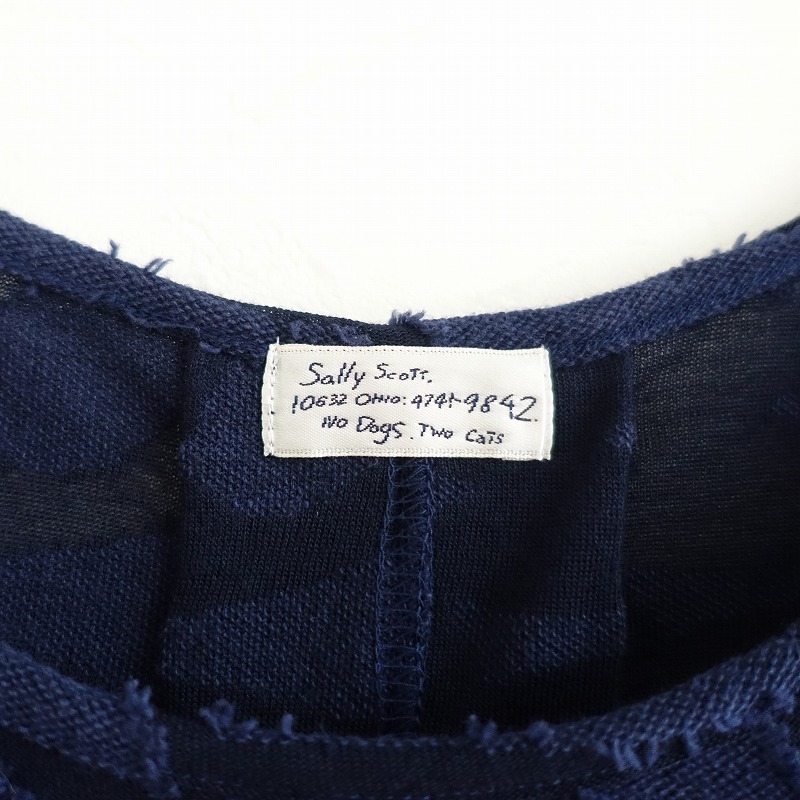 Sally Scott.
10632 Ohio: 4741-9842.
No Dogs. Two Cats